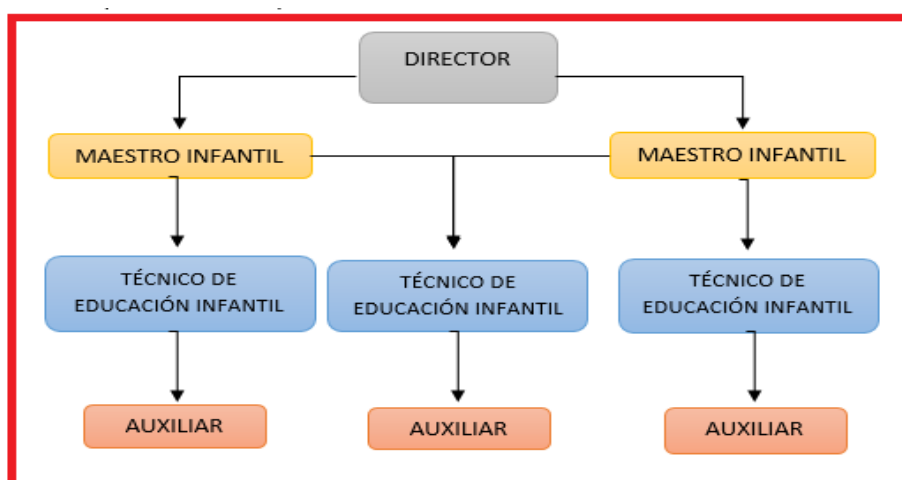 DIRECTOR
MAESTRO INFANTIL
MAESTRO INFANTIL
TÉCNICO DE
EDUCACIÓN INFANTIL
TÉCNICO DE
EDUCACIÓN INFANTIL
TÉCNICO DE
EDUCACIÓN INFANTIL
AUXILIAR
AUXILIAR
AUXILIAR